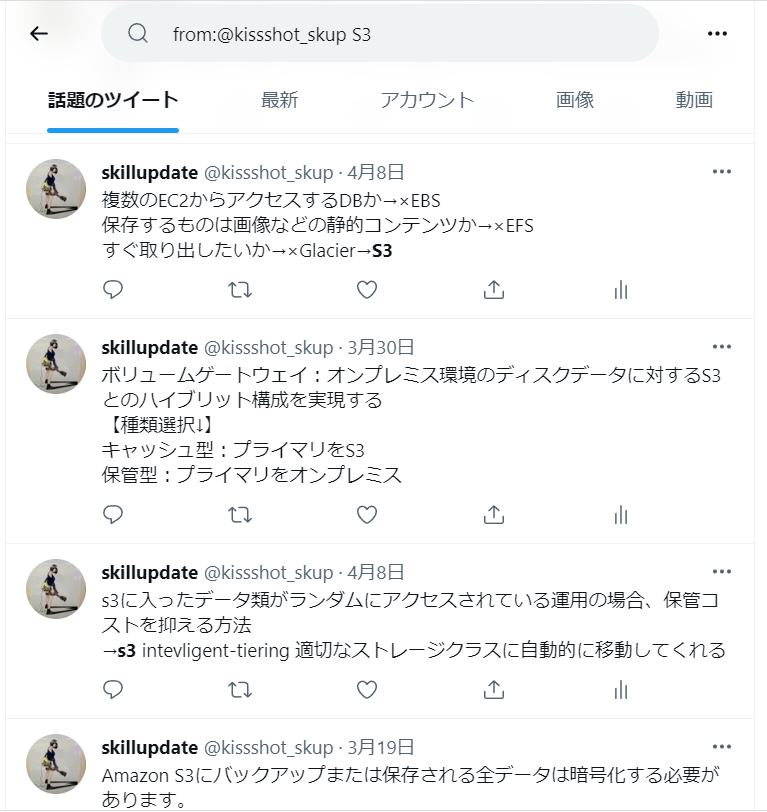 from:@kissshot_skup S3
話題のツイート 最新 アカウント 画像 動画
skillupdate @kissshot_skup · 4月8日
複数のEC2からアクセスするDBか→×EBS
保存するものは画像などの静的コンテンツか→×EFS
すぐ取り出したいか→×Glacier→S3
skillupdate @kissshot_skup · 3月30日
ボリュームゲートウェイ：オンプレミス環境のディスクデータに対するS3
とのハイブリット構成を実現する
【種類選択↓】
キャッシュ型：プライマリをS3
保管型：プライマリをオンプレミス
skillupdate @kissshot_skup · 4月8日
s3に入ったデータ類がランダムにアクセスされている運用の場合、保管コ
ストを抑える方法
→s3 intevligent-tiering 適切なストレージクラスに自動的に移動してくれる
skillupdate @kissshot_skup · 3月19日
Amazon S3にバックアップまたは保存される全データは暗号化する必要が
あります。